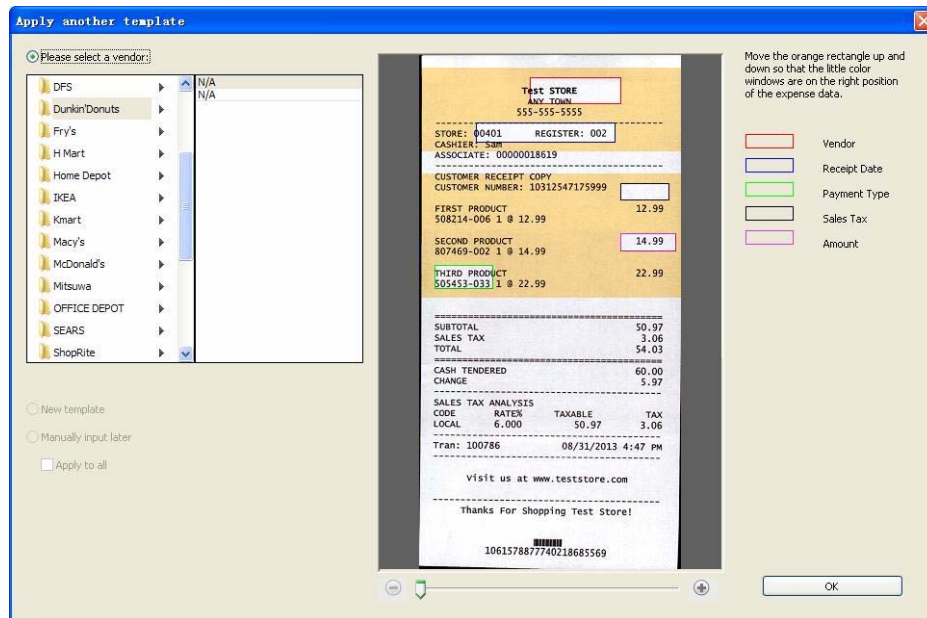 Apply another template
Please select a vendor:
DFS
Dunkin'Donuts
Fry's
H Mart
Home Depot
IKEA
Kmart
Macy's
McDonald's
Mitsuwa
OFFICE DEPOT
SEARS
ShopRite
N/A
N/A
New template
Manually input later
Apply to all
Test STORE
ANY TOWN
555-555-5555
STORE: 00401 REGISTER: 002
CASHIER: Sam
ASSOCIATE: 00000018619
CUSTOMER RECEIPT COPY
CUSTOMER NUMBER: 10312547175999
FIRST PRODUCT 12.99
508214-006 1 @ 12.99
SECOND PRODUCT 14.99
807469-002 1 @ 14.99
THIRD PRODUCT 22.99
505453-033 1 @ 22.99
SUBTOTAL 50.97
SALES TAX 3.06
TOTAL 54.03
CASH TENDERED 60.00
CHANGE 5.97
SALES TAX ANALYSIS
CODE RATE% TAXABLE TAX
LOCAL 6.000 50.97 3.06
Tran: 100786 08/31/2013 4:47 PM
Visit us at www.teststore.com
Thanks For Shopping Test Store!
1061578877740218685569
Move the orange rectangle up and
down so that the little color
windows are on the right position
of the expense data.
Vendor
Receipt Date
Payment Type
Sales Tax
Amount
OK